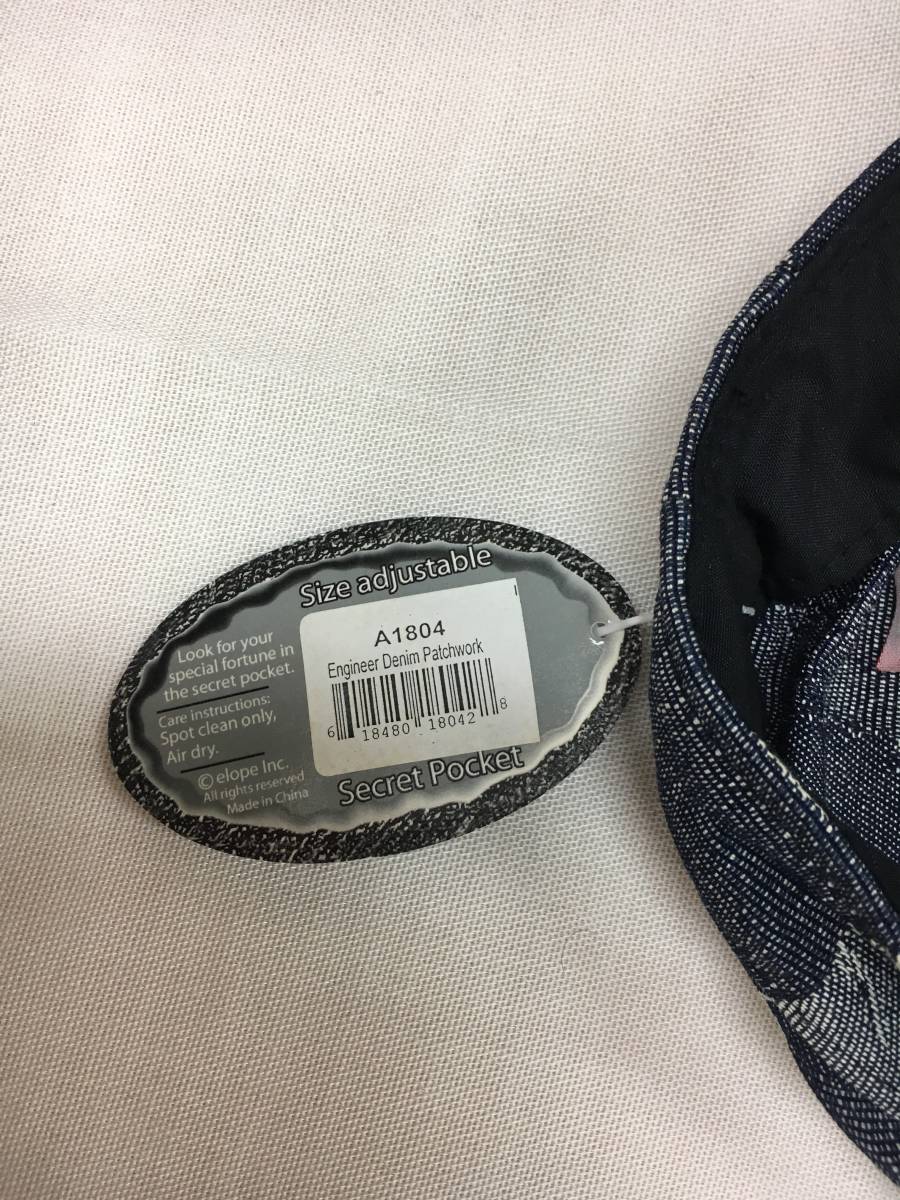 Size adjustable
Look for your
special fortune in
the secret pocket.
Care instructions:
Spot clean only,
Air dry.
© elope Inc.
All rights reserved
Made in China
A1804
Engineer Denim Patchwork
6 18480 18042 8
Secret Pocket